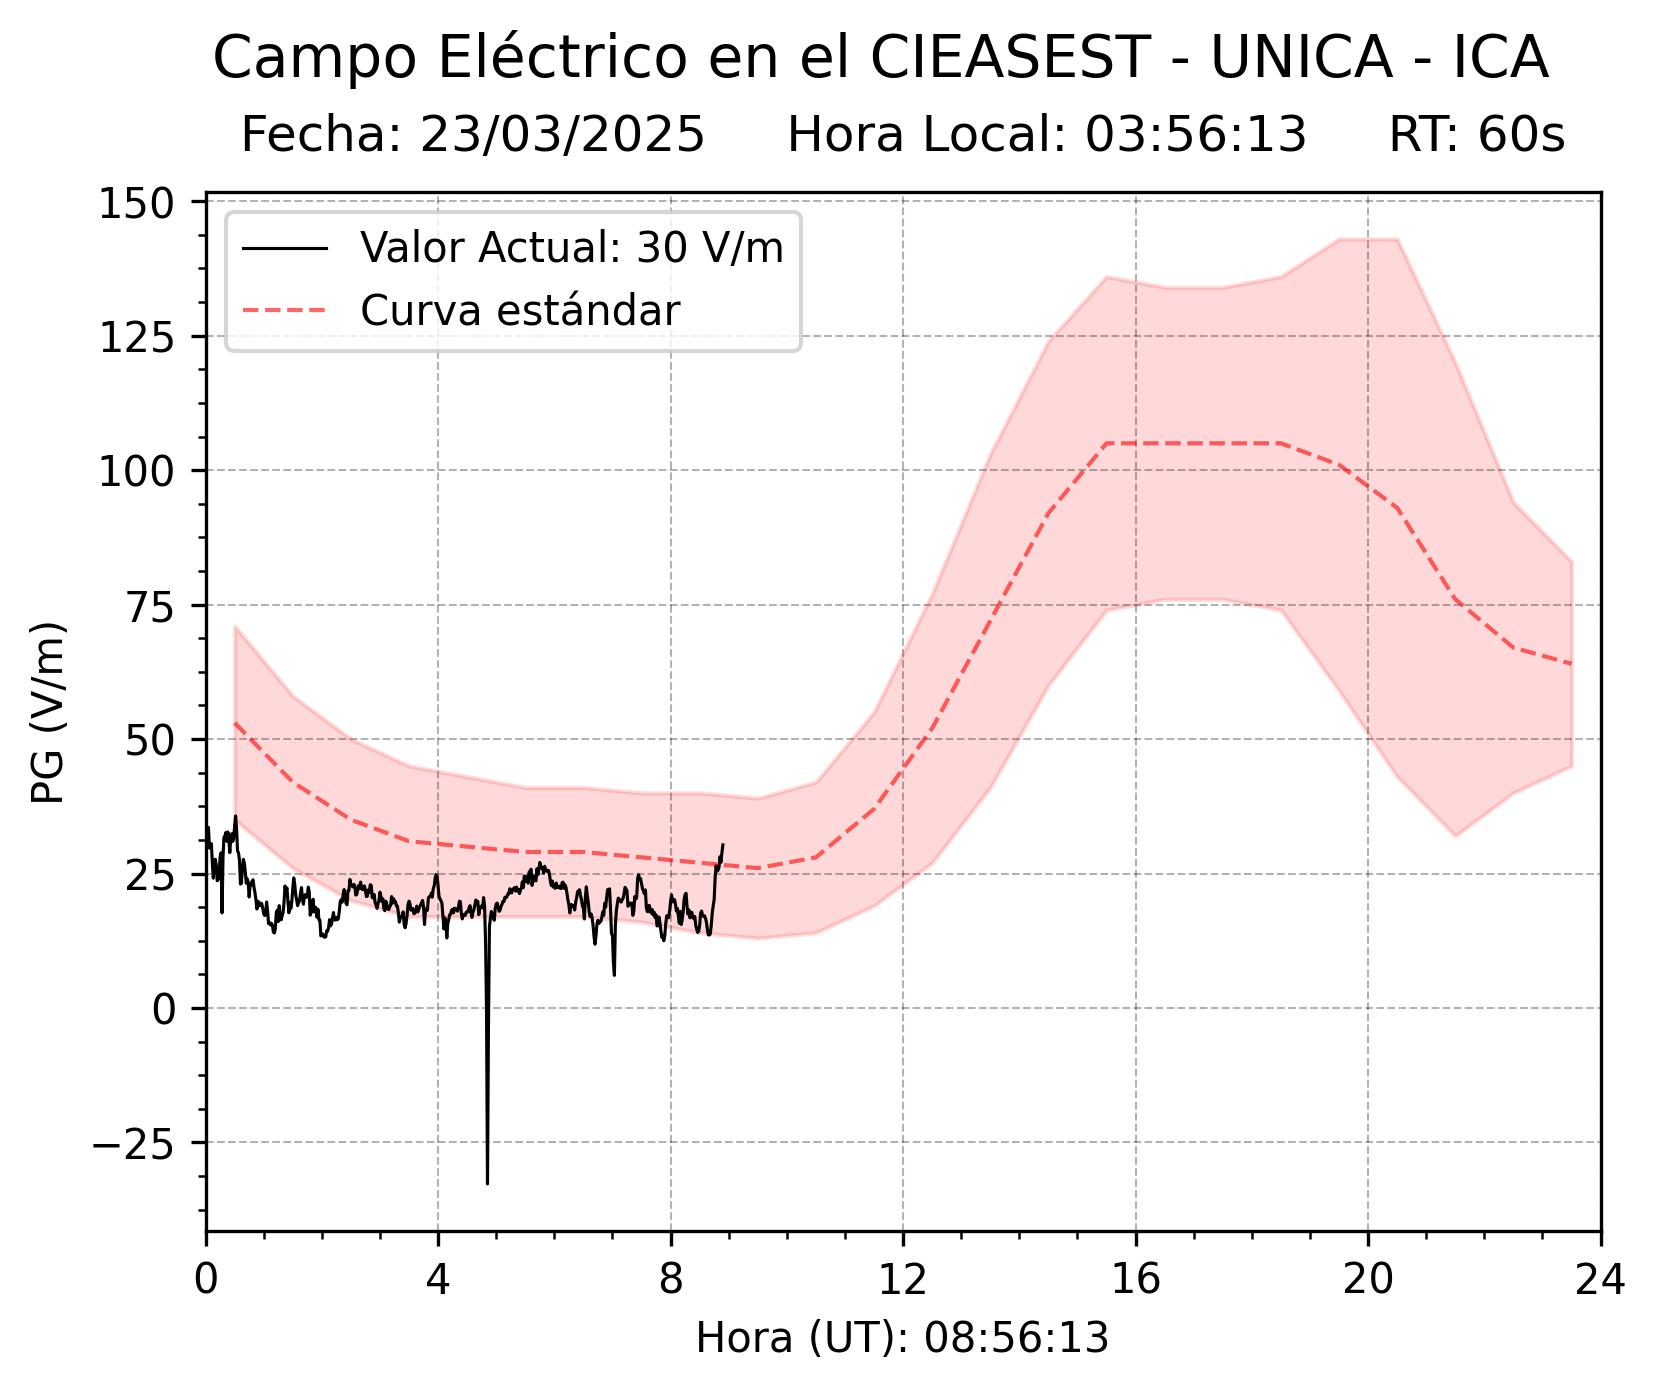 Campo Eléctrico en el CIEASEST - UNICA - ICA
Fecha: 23/03/2025 Hora Local: 03:56:13 RT: 60s
Valor Actual: 30 V/m
Curva estándar
PG (V/m)
150
125
100
75
50
25
0
−25
0 4 8 12 16 20 24
Hora (UT): 08:56:13